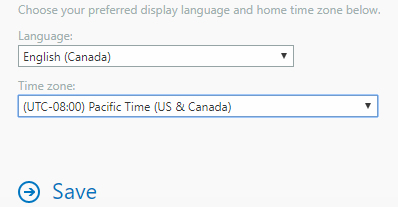 Choose your preferred display language and home time zone below.
Language:
English (Canada)
Time zone:
(UTC-08:00) Pacific Time (US & Canada)
Save